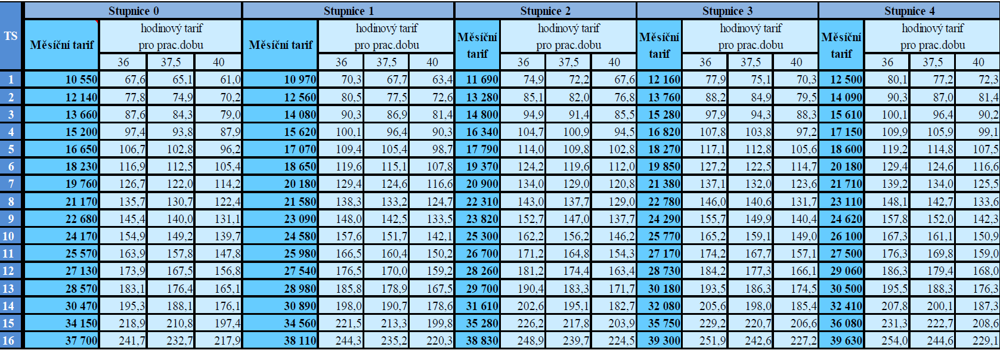 Stupnice 0 Stupnice 1 Stupnice 2 Stupnice 3 Stupnice 4
TS Měsíční tarif hodinový tarif pro prac.dobu Měsíční tarif hodinový tarif pro prac.dobu Měsíční tarif hodinový tarif pro prac.dobu Měsíční tarif hodinový tarif pro prac.dobu Měsíční tarif hodinový tarif pro prac.dobu
36 37,5 40 36 37,5 40 36 37,5 40 36 37,5 40 36 37,5 40
1 10 550 67,6 65,1 61,0 10 970 70,3 67,7 63,4 11 690 74,9 72,2 67,6 12 160 77,9 75,1 70,3 12 500 80,1 77,2 72,3
2 12 140 77,8 74,9 70,2 12 560 80,5 77,5 72,6 13 280 85,1 82,0 76,8 13 760 88,2 84,9 79,5 14 090 90,3 87,0 81,4
3 13 660 87,6 84,3 79,0 14 080 90,3 86,9 81,4 14 800 94,9 91,4 85,5 15 280 97,9 94,3 88,3 15 610 100,1 96,4 90,2
4 15 200 97,4 93,8 87,9 15 620 100,1 96,4 90,3 16 340 104,7 100,9 94,5 16 820 107,8 103,8 97,2 17 150 109,9 105,9 99,1
5 16 650 106,7 102,8 96,2 17 070 109,4 105,4 98,7 17 790 114,0 109,8 102,8 18 270 117,1 112,8 105,6 18 600 119,2 114,8 107,5
6 18 230 116,9 112,5 105,4 18 650 119,6 115,1 107,8 19 370 124,2 119,6 112,0 19 850 127,2 122,5 114,7 20 180 129,4 124,6 116,6
7 19 760 126,7 122,0 114,2 20 180 129,4 124,6 116,6 20 900 134,0 129,0 120,8 21 380 137,1 132,0 123,6 21 710 139,2 134,0 125,5
8 21 170 135,7 130,7 122,4 21 580 138,3 133,2 124,7 22 310 143,0 137,7 129,0 22 780 146,0 140,6 131,7 23 110 148,1 142,7 133,6
9 22 680 145,4 140,0 131,1 23 090 148,0 142,5 133,5 23 820 152,7 147,0 137,7 24 290 155,7 149,9 140,4 24 620 157,8 152,0 142,3
10 24 170 154,9 149,2 139,7 24 580 157,6 151,7 142,1 25 300 162,2 156,2 146,2 25 770 165,2 159,1 149,0 26 100 167,3 161,1 150,9
11 25 570 163,9 157,8 147,8 25 980 166,5 160,4 150,2 26 700 171,2 164,8 154,3 27 170 174,2 167,7 157,1 27 500 176,3 169,8 159,0
12 27 130 173,9 167,5 156,8 27 540 176,5 170,0 159,2 28 260 181,2 174,4 163,4 28 730 184,2 177,3 166,1 29 060 186,3 179,4 168,0
13 28 570 183,1 176,4 165,1 28 980 185,8 178,9 167,5 29 700 190,4 183,3 171,7 30 180 193,5 186,3 174,5 30 500 195,5 188,3 176,3
14 30 470 195,3 188,1 176,1 30 890 198,0 190,7 178,6 31 610 202,6 195,1 182,7 32 080 205,6 198,0 185,4 32 410 207,8 200,1 187,3
15 34 150 218,9 210,8 197,4 34 560 221,5 213,3 199,8 35 280 226,2 217,8 203,9 35 750 229,2 220,7 206,6 36 080 231,3 222,7 208,6
16 37 700 241,7 232,7 217,9 38 110 244,3 235,2 220,3 38 830 248,9 239,7 224,5 39 300 251,9 242,6 227,2 39 630 254,0 244,6 229,1